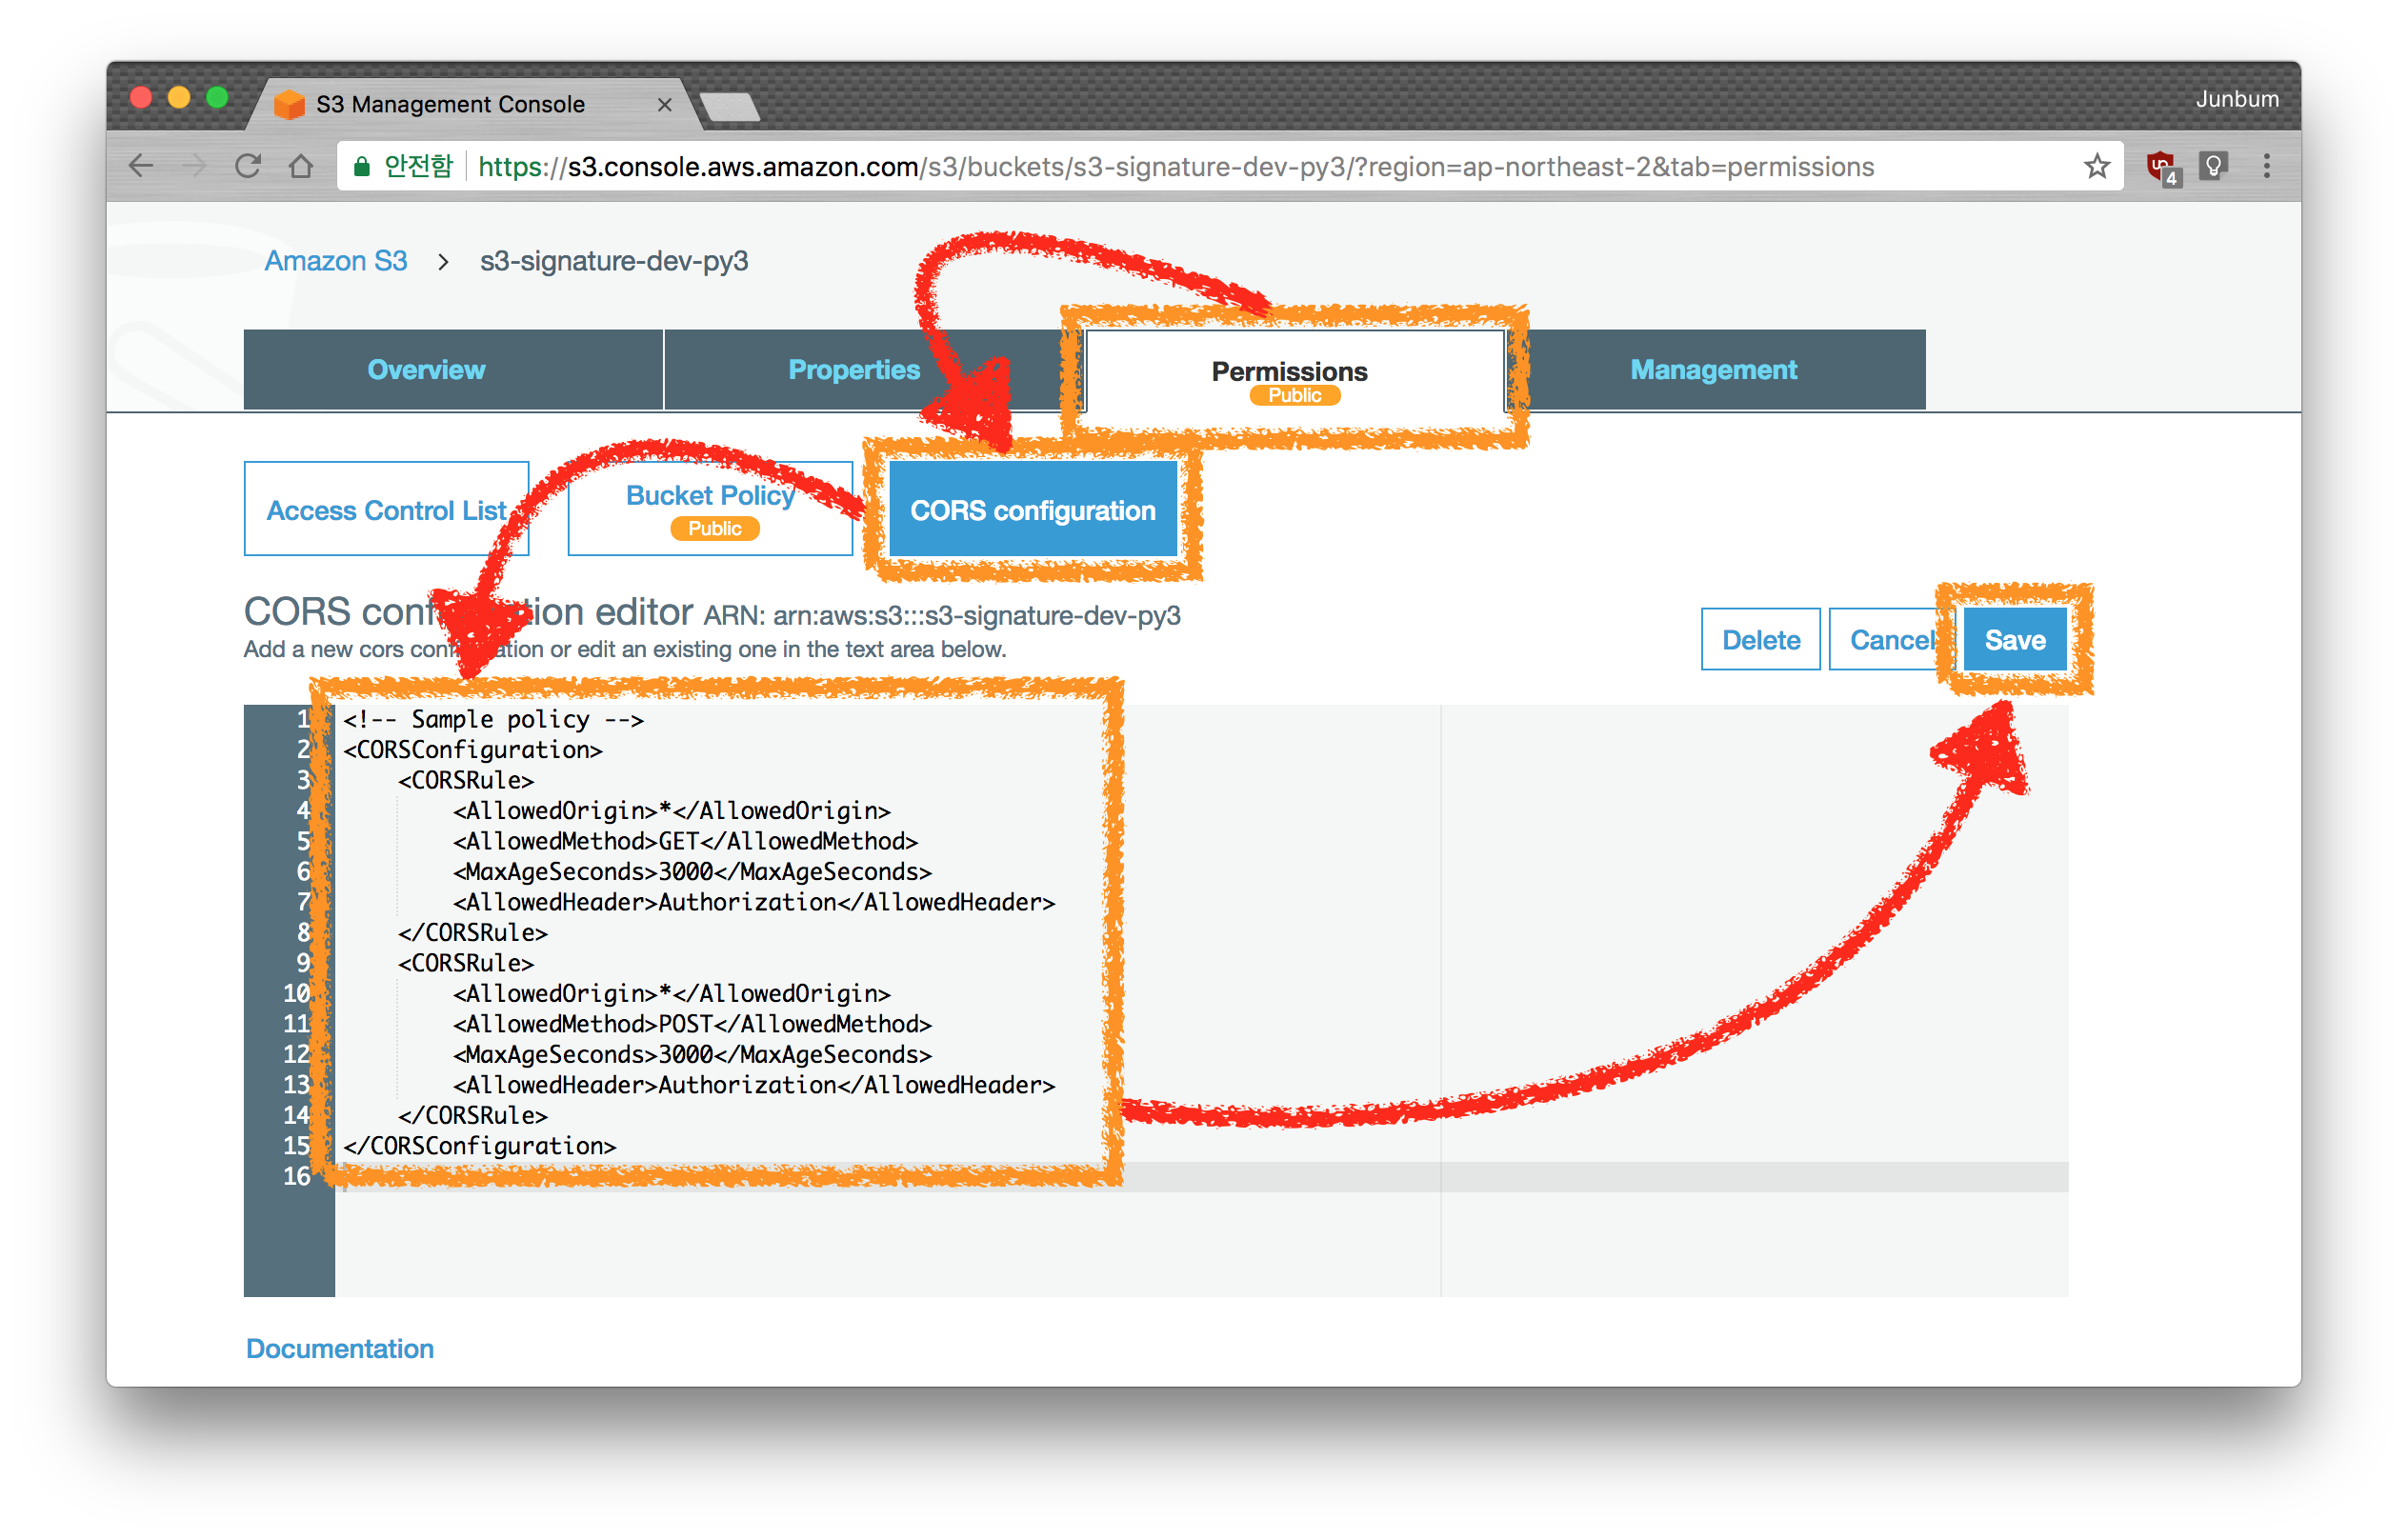 S3 Management Console
Junbum
안전함 https://s3.console.aws.amazon.com/s3/buckets/s3-signature-dev-py3/?region=ap-northeast-2&tab=permissions
4
Amazon S3 > s3-signature-dev-py3
Overview
Properties
Permissions
Public
Management
Access Control List
Bucket Policy
Public
CORS configuration
CORS configuration editor ARN: arn:aws:s3:::s3-signature-dev-py3
Add a new cors configuration or edit an existing one in the text area below.
Delete
Cancel
Save
1 <!-- Sample policy -->
2 <CORSConfiguration>
3 <CORSRule>
4 <AllowedOrigin>*</AllowedOrigin>
5 <AllowedMethod>GET</AllowedMethod>
6 <MaxAgeSeconds>3000</MaxAgeSeconds>
7 <AllowedHeader>Authorization</AllowedHeader>
8 </CORSRule>
9 <CORSRule>
10 <AllowedOrigin>*</AllowedOrigin>
11 <AllowedMethod>POST</AllowedMethod>
12 <MaxAgeSeconds>3000</MaxAgeSeconds>
13 <AllowedHeader>Authorization</AllowedHeader>
14 </CORSRule>
15 </CORSConfiguration>
16
Documentation